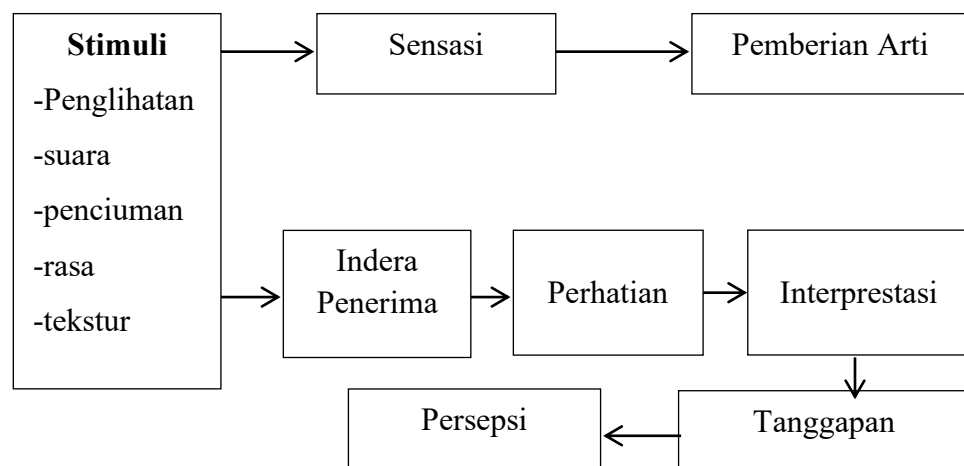 Stimuli
-Penglihatan
-suara
-penciuman
-rasa
-tekstur
Sensasi
Pemberian Arti
Indera
Penerima
Perhatian
Interprestasi
Tanggapan
Persepsi